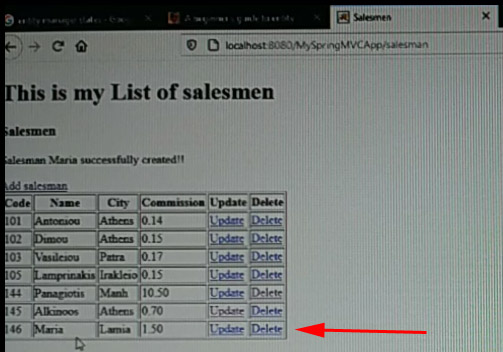 Salesmen
localhost:8080/MySpringMVCApp/salesman
This is my List of salesmen
Salesmen
Salesman Maria successfully created!!
Add salesman
Code Name City Commission Update Delete
101 Antoniou Athens 0.14 Update Delete
102 Dimou Athens 0.15 Update Delete
103 Vasileiou Patra 0.17 Update Delete
105 Lamprinakis Irakleio 0.15 Update Delete
144 Panagiotis Manh 10.50 Update Delete
145 Alkinoos Athens 0.70 Update Delete
146 Maria Lamia 1.50 Update Delete